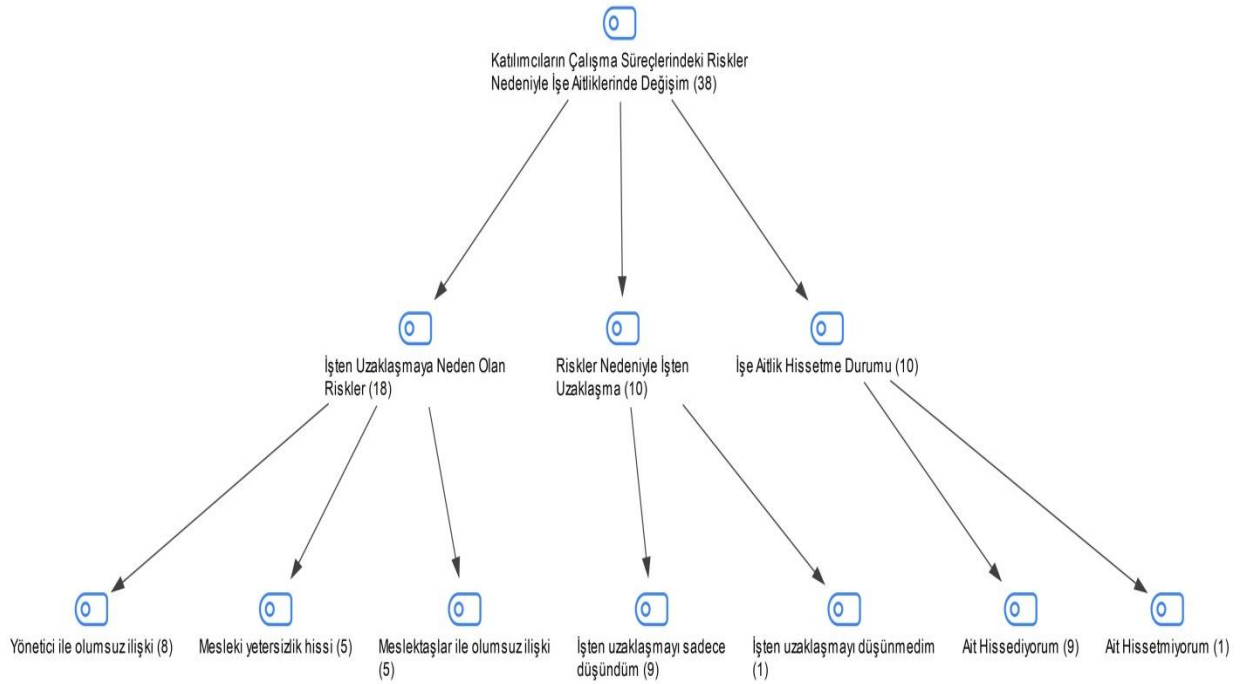 Katılımcıların Çalışma Süreçlerindeki Riskler
Nedeniyle İşe Aitliklerinde Değişim (38)
İşten Uzaklaşmaya Neden Olan
Riskler (18)
Riskler Nedeniyle İşten
Uzaklaşma (10)
İşe Aitlik Hissetme Durumu (10)
Yönetici ile olumsuz ilişki (8)
Mesleki yetersizlik hissi (5)
Meslektaşlar ile olumsuz ilişki
(5)
İşten uzaklaşmayı sadece
düşündüm (9)
İşten uzaklaşmayı düşünmedim
(1)
Ait Hissediyorum (9)
Ait Hissetmiyorum (1)